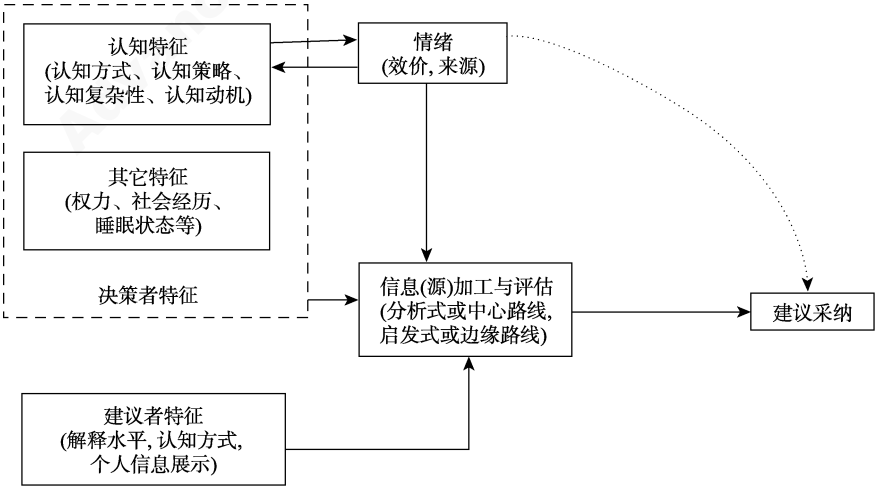 认知特征
(认知方式、认知策略、
认知复杂性、认知动机)
情绪
(效价, 来源)
其它特征
(权力、社会经历、
睡眠状态等)
决策者特征
信息(源)加工与评估
(分析式或中心路线,
启发式或边缘路线)
建议采纳
建议者特征
(解释水平, 认知方式,
个人信息展示)